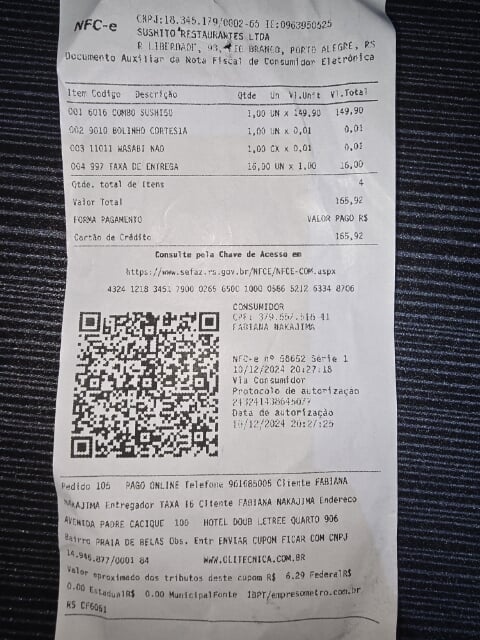 NFC-e
CNPJ:18.345.179/0002-65 IE:0963950525
SUSHITO RESTAURANTES LTDA
R LIBERDADE, 93, RIO BRANCO, PORTO ALEGRE, RS
Documento Auxiliar da Nota Fiscal de Consumidor Eletrônica
Item Codigo Descrição Qtde Un Vl.Unit Vl.Total
001 6016 COMBO SUSHI50 1,00 UN x 149,90 149,90
002 9010 BOLINHO CORTESIA 1,00 UN x 0,01 0,01
003 11011 WASABI NAO 1,00 CX x 0,01 0,01
004 997 TAXA DE ENTREGA 16,00 UN x 1,00 16,00
Qtde. total de itens 4
Valor Total 165,92
FORMA PAGAMENTO VALOR PAGO R$
Cartão de Crédito 165,92
Consulte pela Chave de Acesso em
https://www.sefaz.rs.gov.br/NFCE/NFCE-COM.aspx
4324 1218 3451 7900 0265 6500 1000 0586 5212 6334 8706
CONSUMIDOR
CPF:
FABIANA NAKAJIMA
NFC-e nº 58652 Série 1
10/12/2024 20:27:18
Via Consumidor
Protocolo de autorização
Data de autorização
10/12/2024 20:27:25
Pedido 105 PAGO ONLINE Telefone 961685005 Cliente FABIANA
NAKAJIMA Entregador TAXA 16 Cliente FABIANA NAKAJIMA Endereco
AVENIDA PADRE CACIQUE 100 HOTEL DOUB LETREE QUARTO 906
Bairro PRAIA DE BELAS Obs. Entr ENVIAR CUPOM FICAR COM CNPJ
14.946.877/0001 84 WWW.CLITECNICA.COM.BR
Valor aproximado dos tributos deste cupom R$ 6.29 FederalR$
0.00 EstadualR$ 0.00 MunicipalFonte IBPT/empresometro.com.br
RS CF6061